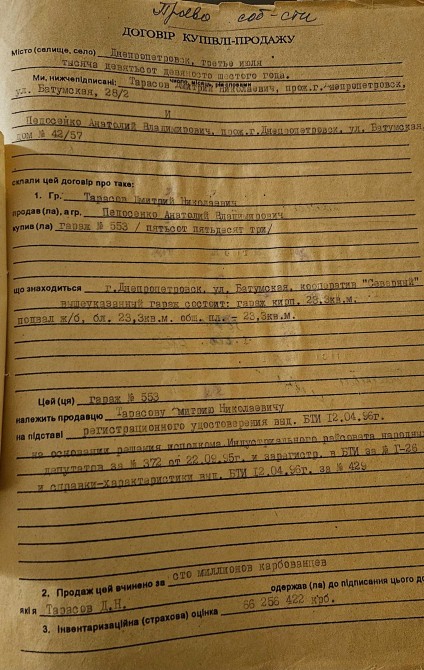 Право соб-сти
ДОГОВІР КУПІВЛІ-ПРОДАЖУ
Місто (селище, село) Днепропетровск, третье июля
тысяча девятьсот девяносто шестого года.
Ми, нижчепідписані: Тарасов Дмитрий Николаевич, прож.г.Днепропетровск,
ул. Батумская, 28/2
И
Педосенко Анатолий Владимирович, прож.г.Днепропетровск, ул. Батумская,
дом № 42/57
склали цей договір про таке:
1. Гр. Тарасов Дмитрий Николаевич
продав(ла), а гр. Педосенко Анатолий Владимирович
купив(ла) гараж № 553 / пятьсот пятьдесят три/
що знаходиться г.Днепропетровск, ул. Батумская, кооператив "Северный"
вышеуказанный гараж состоит: гараж кирп. 23,3кв.м.
подвал ж/б. бл. 23,3кв.м. общ. пл. - 23,3кв.м.
Цей (ця) гараж № 553
належить продавцю Тарасову Дмитрию Николаевичу
на підставі регистрационного удостоверения выд. БТИ 12.04.96г.
на основании решения исполкома Индустриального райсовета народных
депутатов за № 372 от 22.09.95г. и зарегистр. в БТИ за № Г-26
и справки-характеристики выд. БТИ 12.04.96г. за № 429
2. Продаж цей вчинено за сто миллионов карбованцев
які я Тарасов Д.Н. одержав (ла) до підписання цього до
3. Інвентаризаційна (страхова) оцінка 66 256 422 крб.